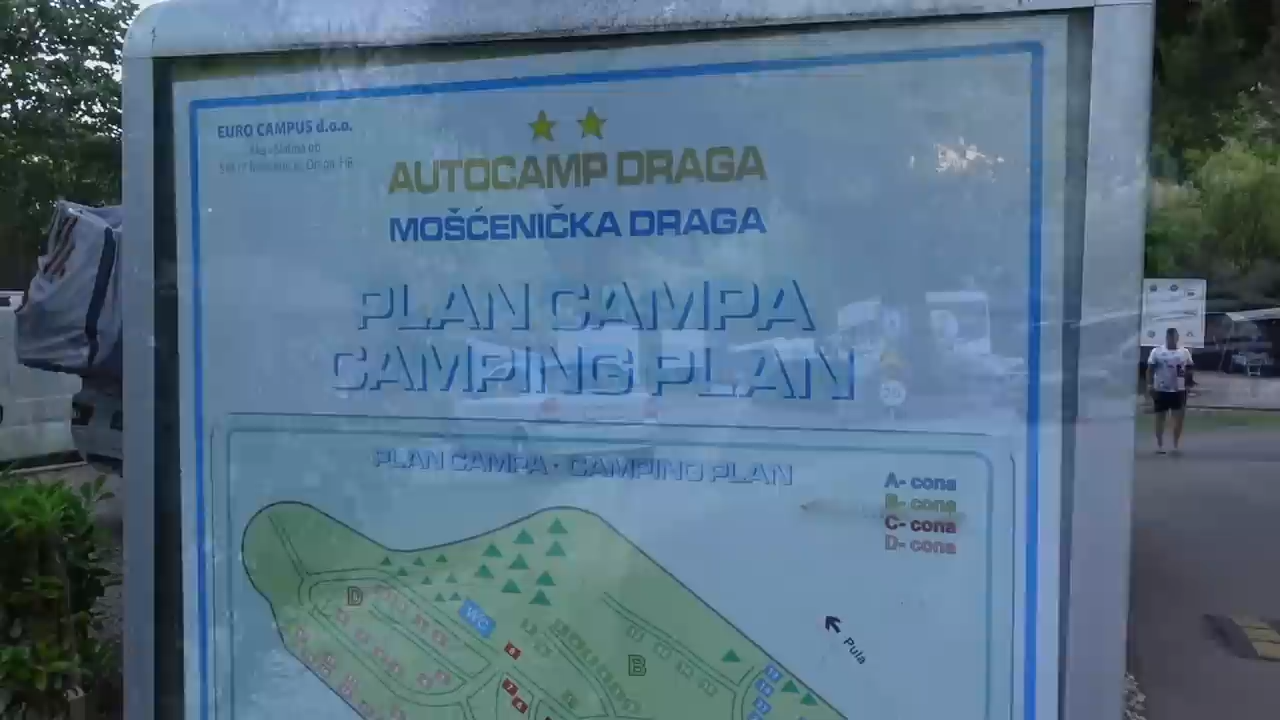 EURO CAMPUS d.o.o.
AUTOCAMP DRAGA
MOŠĆENIČKA DRAGA
PLAN CAMPA
CAMPING PLAN
PLAN CAMPA · CAMPING PLAN
A- cona
B- cona
C- cona
D- cona
Pula
D
WC
B